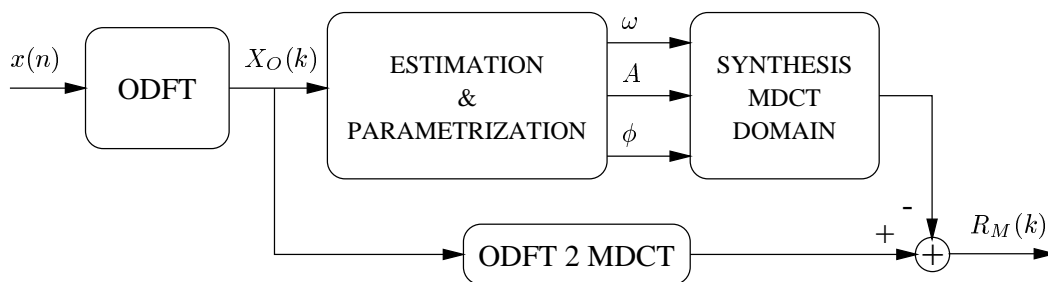 x(n)
ODFT
X_O(k)
ESTIMATION
&
PARAMETRIZATION
ω
A
ϕ
SYNTHESIS
MDCT
DOMAIN
ODFT 2 MDCT
-
+
+
R_M(k)